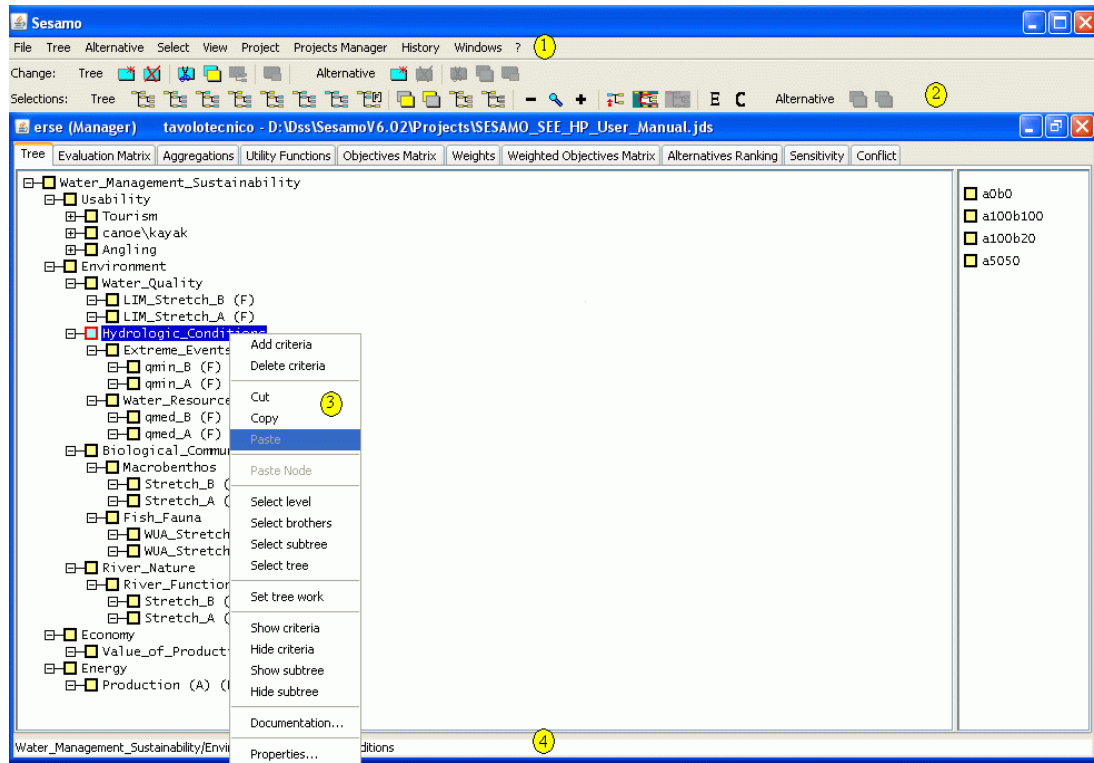 Sesamo
File Tree Alternative Select View Project Projects Manager History Windows ? 1
Change: Tree Alternative
Selections: Tree E C Alternative 2
erse (Manager) tavolotecnico - D:\Dss\SesamoV6.02\Projects\SESAMO_SEE_HP_User_Manual.jds
Tree Evaluation Matrix Aggregations Utility Functions Objectives Matrix Weights Weighted Objectives Matrix Alternatives Ranking Sensitivity Conflict
Water_Management_Sustainability
Usability
Tourism
canoe\kayak
Angling
Environment
Water_Quality
LIM_Stretch_B (F)
LIM_Stretch_A (F)
Hydrologic_Conditions
Extreme_Events
qmin_B (F)
qmin_A (F)
Water_Resource
qmed_B (F)
qmed_A (F)
Biological_Commu
Macrobenthos
Stretch_B (
Stretch_A (
Fish_Fauna
WUA_Stretch
WUA_Stretch
River_Nature
River_Function
Stretch_B (
Stretch_A (
Economy
Value_of_Product
Energy
Production (A) (
Add criteria
Delete criteria
Cut
3
Copy
Paste
Paste Node
Select level
Select brothers
Select subtree
Select tree
Set tree work
Show criteria
Hide criteria
Show subtree
Hide subtree
Documentation...
Properties...
a0b0
a100b100
a100b20
a5050
Water_Management_Sustainability/Envi ditions 4